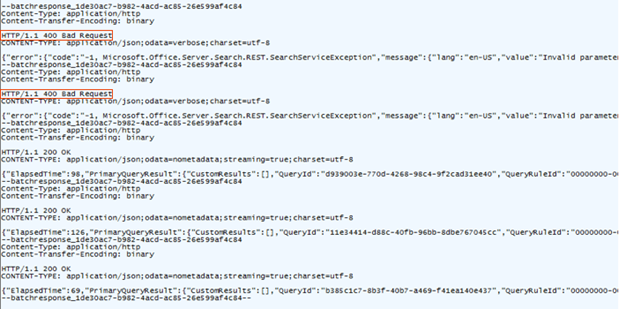 --batchresponse_1de30ac7-b982-4acd-ac85-26e599af4c84
Content-Type: application/http
Content-Transfer-Encoding: binary
HTTP/1.1 400 Bad Request
CONTENT-TYPE: application/json;odata=verbose;charset=utf-8
{"error":{"code":"-1, Microsoft.Office.Server.Search.REST.SearchServiceException","message":{"lang":"en-US","value":"Invalid paramete
--batchresponse_1de30ac7-b982-4acd-ac85-26e599af4c84
Content-Type: application/http
Content-Transfer-Encoding: binary
HTTP/1.1 400 Bad Request
CONTENT-TYPE: application/json;odata=verbose;charset=utf-8
{"error":{"code":"-1, Microsoft.Office.Server.Search.REST.SearchServiceException","message":{"lang":"en-US","value":"Invalid paramete
--batchresponse_1de30ac7-b982-4acd-ac85-26e599af4c84
Content-Type: application/http
Content-Transfer-Encoding: binary
HTTP/1.1 200 OK
CONTENT-TYPE: application/json;odata=nometadata;streaming=true;charset=utf-8
{"ElapsedTime":98,"PrimaryQueryResult":{"CustomResults":[],"QueryId":"d939003e-770d-4268-98c4-9f2cad31ee40","QueryRuleId":"00000000-0
--batchresponse_1de30ac7-b982-4acd-ac85-26e599af4c84
Content-Type: application/http
Content-Transfer-Encoding: binary
HTTP/1.1 200 OK
CONTENT-TYPE: application/json;odata=nometadata;streaming=true;charset=utf-8
{"ElapsedTime":126,"PrimaryQueryResult":{"CustomResults":[],"QueryId":"11e34414-d88c-40fb-96bb-8dbe767045cc","QueryRuleId":"00000000-
--batchresponse_1de30ac7-b982-4acd-ac85-26e599af4c84
Content-Type: application/http
Content-Transfer-Encoding: binary
HTTP/1.1 200 OK
CONTENT-TYPE: application/json;odata=nometadata;streaming=true;charset=utf-8
{"ElapsedTime":69,"PrimaryQueryResult":{"CustomResults":[],"QueryId":"b385c1c7-8b3f-40b7-a469-f41ea140e437","QueryRuleId":"00000000-0
--batchresponse_1de30ac7-b982-4acd-ac85-26e599af4c84--